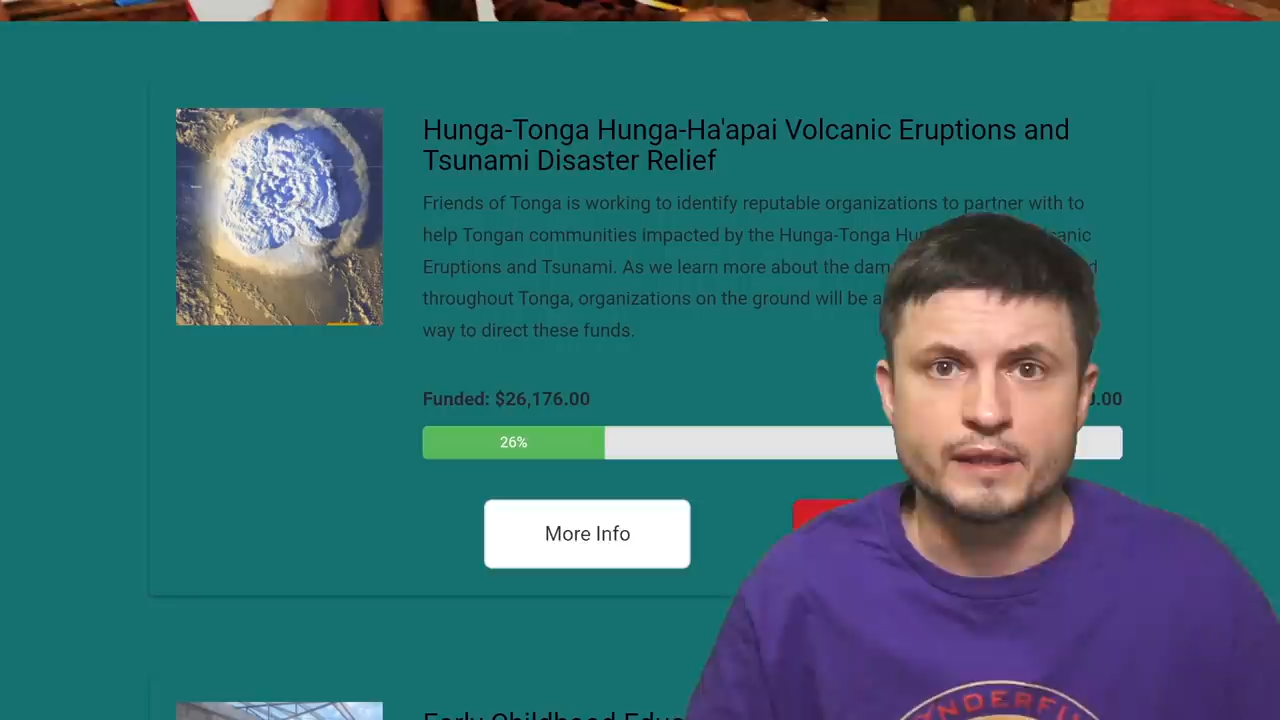 Hunga-Tonga Hunga-Ha'apai Volcanic Eruptions and
Tsunami Disaster Relief
Friends of Tonga is working to identify reputable organizations to partner with to
help Tongan communities impacted by the Hunga-Tonga
Eruptions and Tsunami. As we learn more about the
throughout Tonga, organizations on the ground will be
way to direct these funds.
Funded: $26,176.00
26%
More Info
Early Childhood